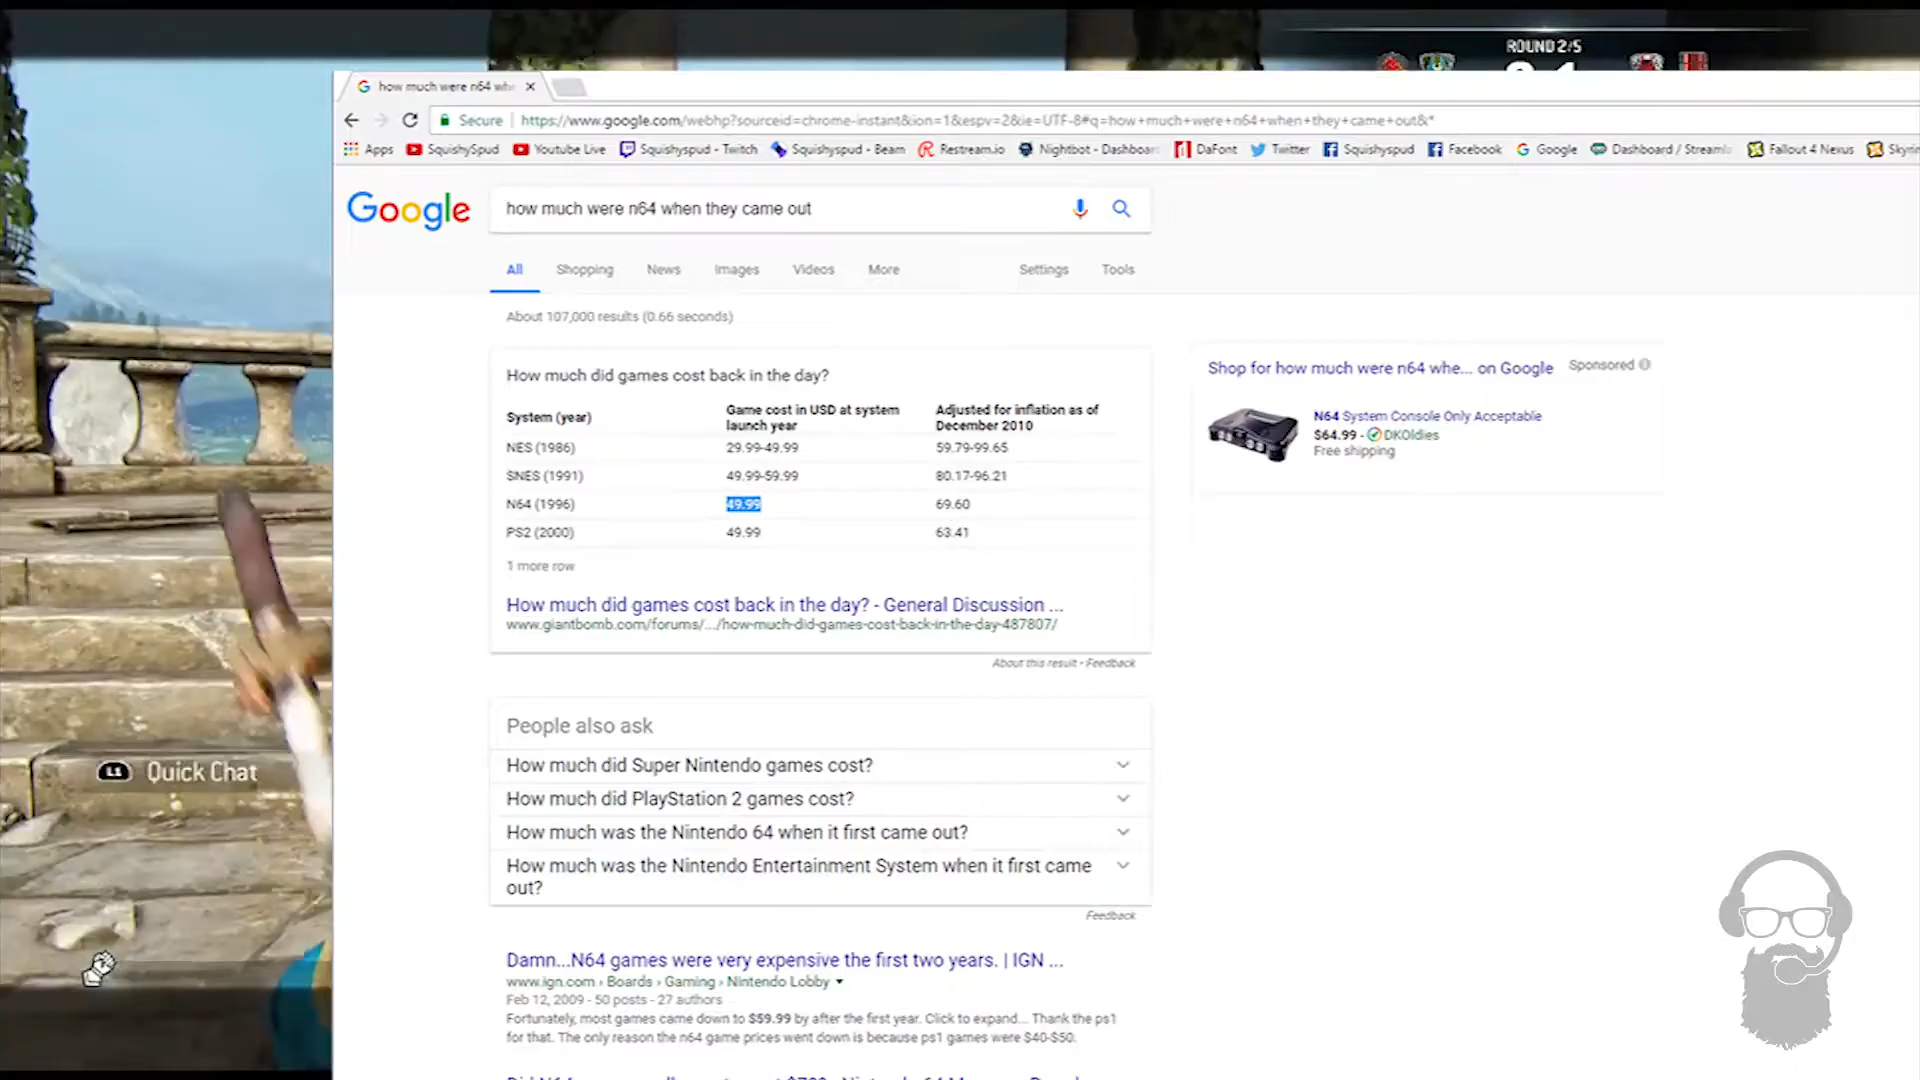 ROUND 2/5
how much were n64 whe
Secure https://www.google.com/webhp?sourceid=chrome-instant&ion=1&espv=2&ie=UTF-8#q=how+much+were+n64+when+they+came+out&*
Apps SquishySpud Youtube Live Squishyspud - Twitch Squishyspud - Beam Restream.io Nightbot - Dashboar DaFont Twitter Squishyspud Facebook Google Dashboard / Streaml Fallout 4 Nexus Skyri
Google how much were n64 when they came out
All Shopping News Images Videos More Settings Tools
About 107,000 results (0.66 seconds)
How much did games cost back in the day?
System (year) Game cost in USD at system launch year Adjusted for inflation as of December 2010
NES (1986) 29.99-49.99 59.79-99.65
SNES (1991) 49.99-59.99 80.17-96.21
N64 (1996) 49.99 69.60
PS2 (2000) 49.99 63.41
1 more row
How much did games cost back in the day? - General Discussion ...
www.giantbomb.com/forums/.../how-much-did-games-cost-back-in-the-day-487807/
About this result • Feedback
Shop for how much were n64 whe... on Google Sponsored
N64 System Console Only Acceptable
$64.99 - DKOldies
Free shipping
People also ask
How much did Super Nintendo games cost?
How much did PlayStation 2 games cost?
How much was the Nintendo 64 when it first came out?
How much was the Nintendo Entertainment System when it first came
out?
Feedback
L1 Quick Chat
Damn...N64 games were very expensive the first two years. | IGN ...
www.ign.com › Boards › Gaming › Nintendo Lobby
Feb 12, 2009 - 50 posts - 27 authors
Fortunately, most games came down to $59.99 by after the first year. Click to expand... Thank the ps1
for that. The only reason the n64 game prices went down is because ps1 games were $40-$50.